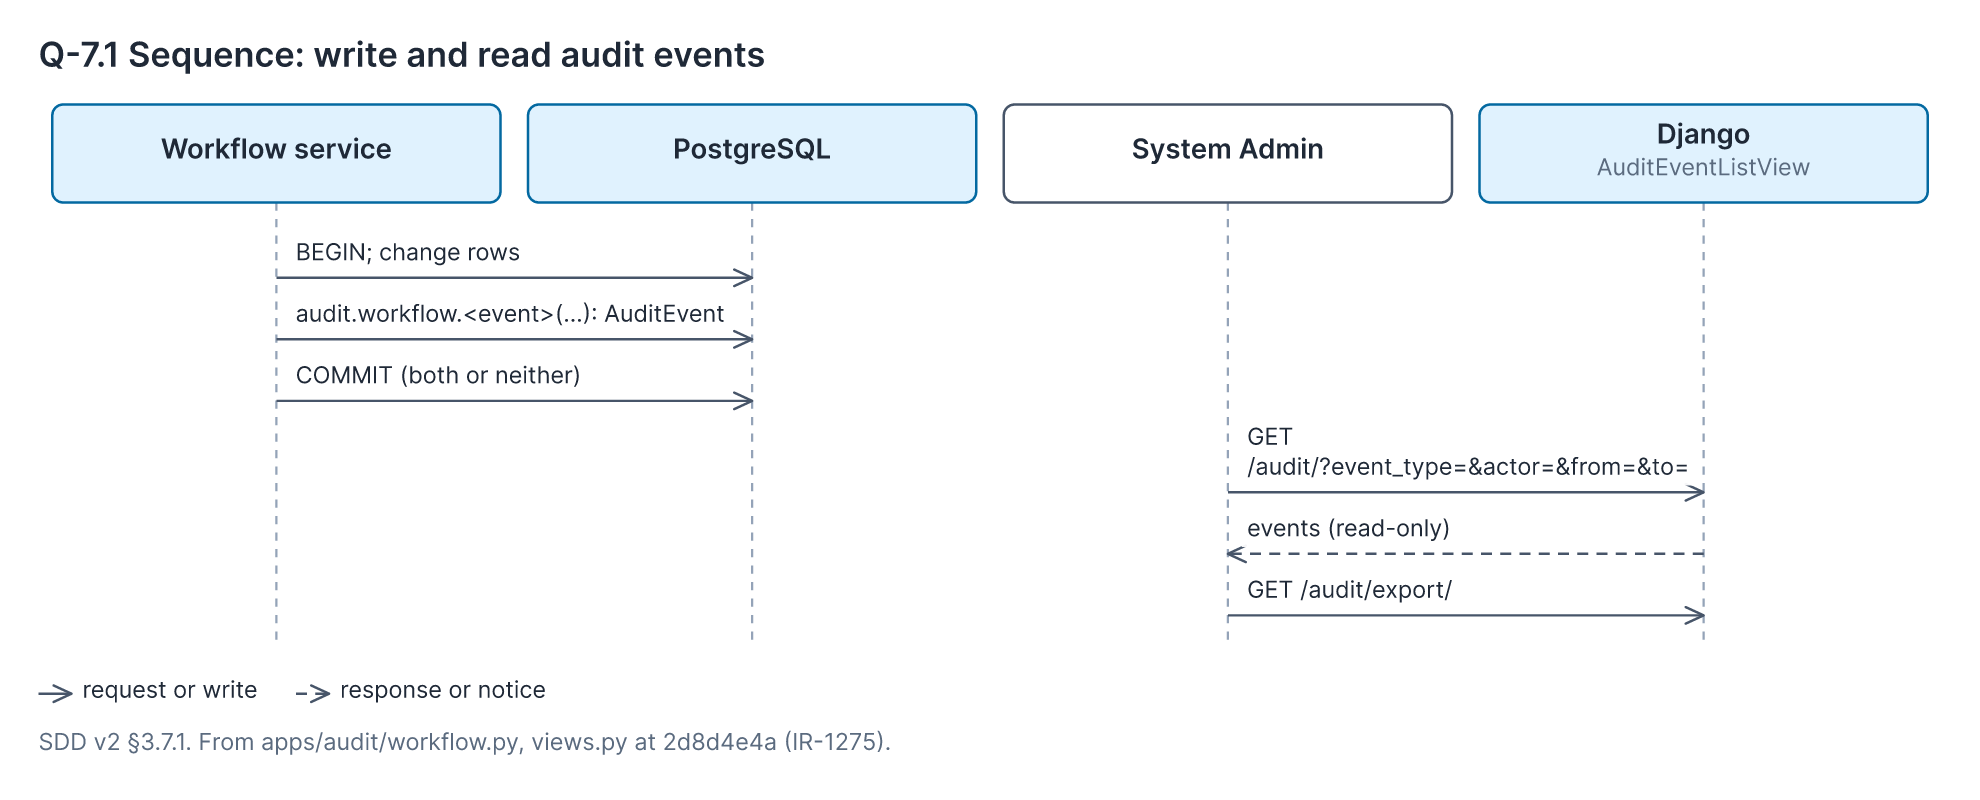 Q-7.1 Sequence: write and read audit events
Workflow service
PostgreSQL
System Admin
Django
AuditEventListView
BEGIN; change rows
audit.workflow.<event>(...): AuditEvent
COMMIT (both or neither)
GET
/audit/?event_type=&actor=&from=&to=
events (read-only)
GET /audit/export/
request or write
response or notice
SDD v2 §3.7.1. From apps/audit/workflow.py, views.py at 2d8d4e4a (IR-1275).